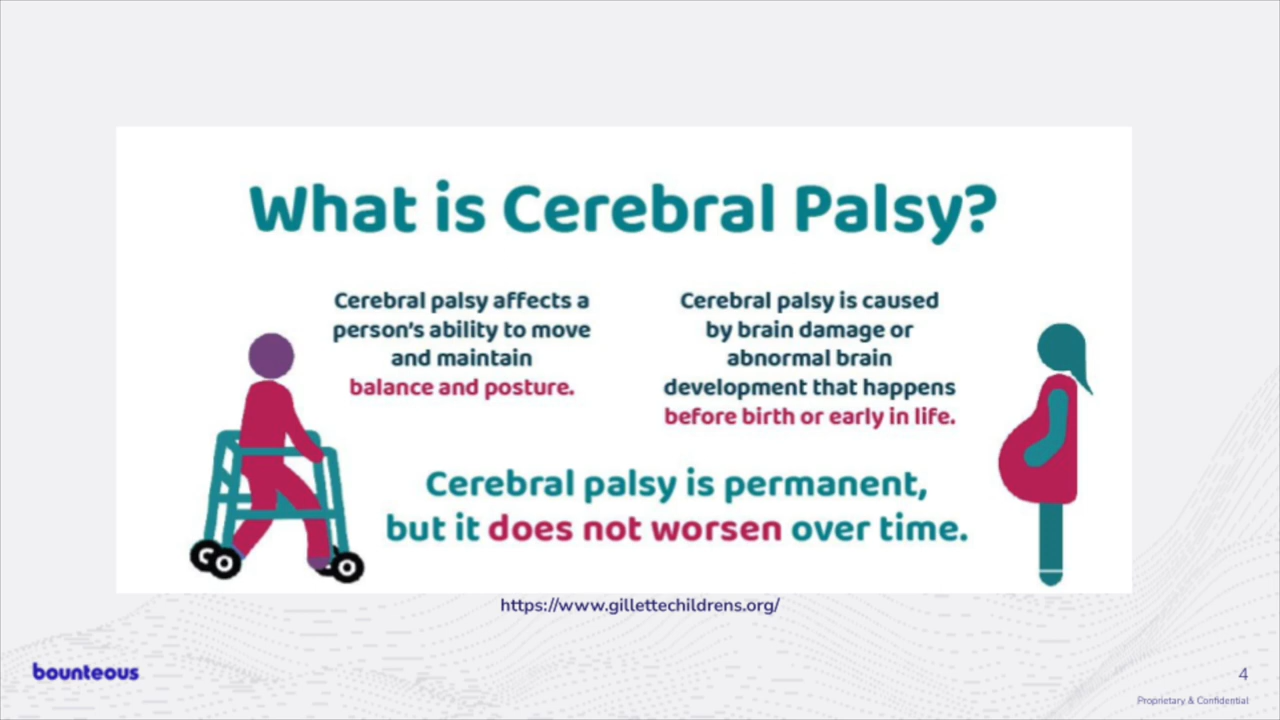 What is Cerebral Palsy?
Cerebral palsy affects a
person's ability to move
and maintain
balance and posture.
Cerebral palsy is caused
by brain damage or
abnormal brain
development that happens
before birth or early in life.
Cerebral palsy is permanent,
but it does not worsen over time.
https://www.gillettechildrens.org/
bounteous
4
Proprietary & Confidential